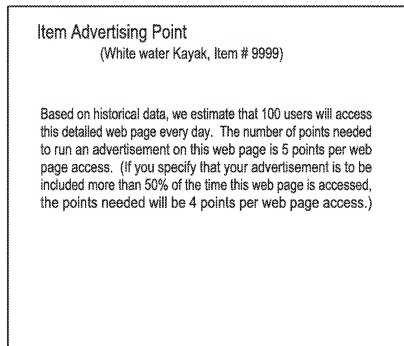 Item Advertising Point
(White water Kayak, Item # 9999)
Based on historical data, we estimate that 100 users will access
this detailed web page every day. The number of points needed
to run an advertisement on this web page is 5 points per web
page access. (If you specify that your advertisement is to be
included more than 50% of the time this web page is accessed,
the points needed will be 4 points per web page access.)